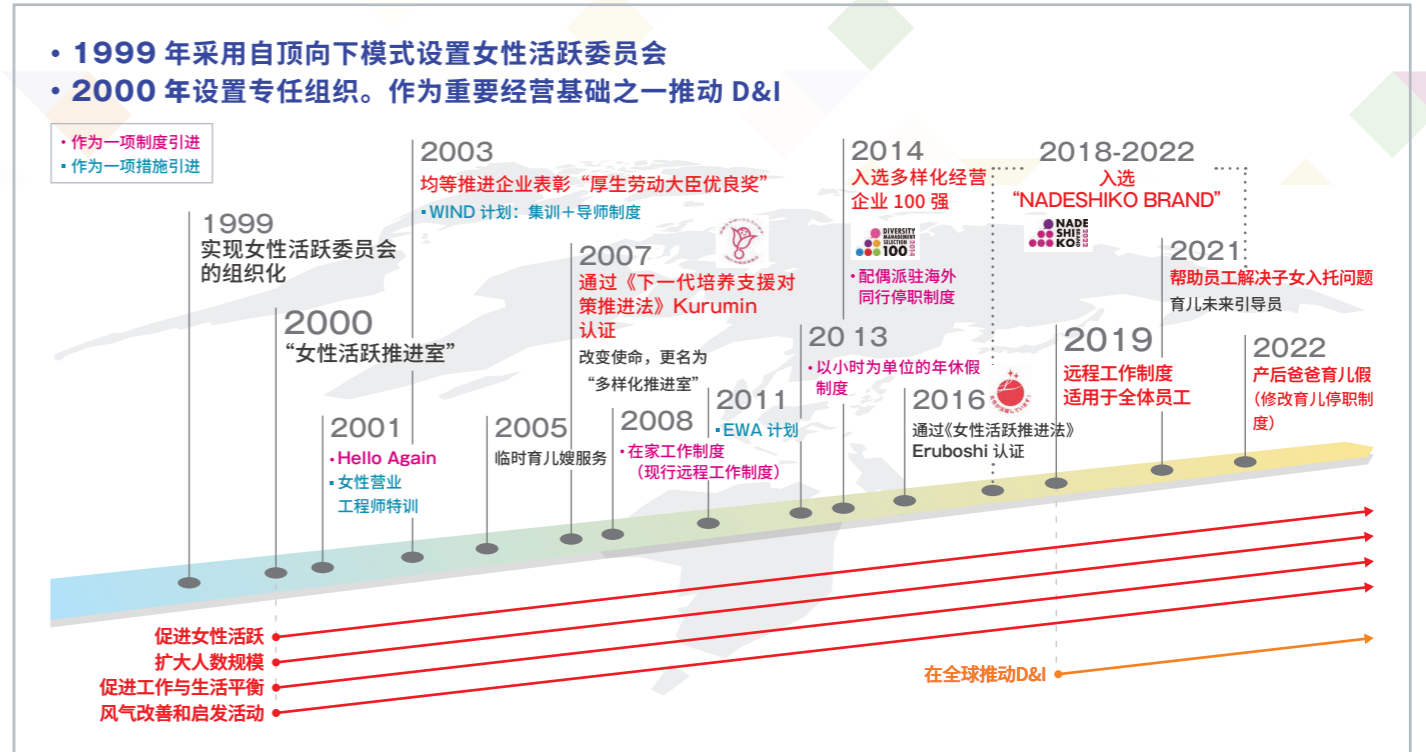 • 1999 年采用自顶向下模式设置女性活跃委员会
• 2000 年设置专任组织。作为重要经营基础之一推动 D&I
• 作为一项制度引进
▪ 作为一项措施引进
1999
实现女性活跃委员会
的组织化
2000
“女性活跃推进室”
2001
• Hello Again
▪ 女性营业
工程师特训
2003
均等推进企业表彰“厚生劳动大臣优良奖”
▪ WIND 计划：集训＋导师制度
2005
临时育儿嫂服务
2007
通过《下一代培养支援对
策推进法》Kurumin
认证
改变使命，更名为
“多样化推进室”
2008
• 在家工作制度
（现行远程工作制度）
2011
▪ EWA 计划
2013
• 以小时为单位的年休假
制度
2014
入选多样化经营
企业 100 强
DIVERSITY
MANAGEMENT
SELECTION
100
2014
• 配偶派驻海外
同行停职制度
2016
通过《女性活跃推进法》
Eruboshi 认证
2018-2022
入选
“NADESHIKO BRAND”
NADE
SHI
KO
2019
远程工作制度
适用于全体员工
2021
帮助员工解决子女入托问题
育儿未来引导员
2022
产后爸爸育儿假
（修改育儿停职制
度）
促进女性活跃
扩大人数规模
促进工作与生活平衡
风气改善和启发活动
在全球推动D&I